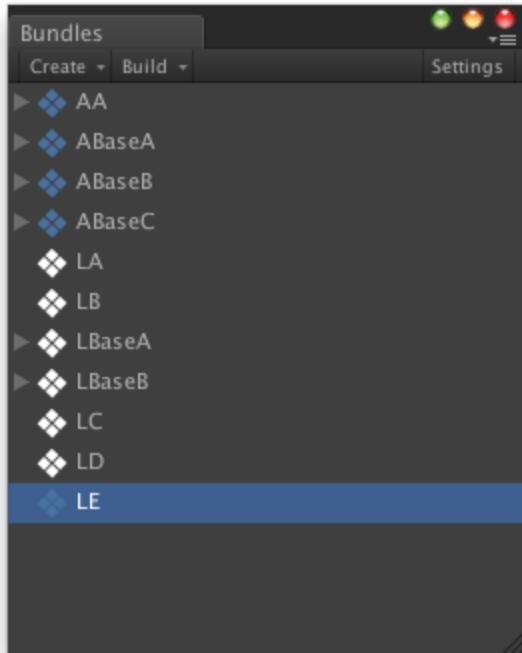 Bundles
Create Build Settings
AA
ABaseA
ABaseB
ABaseC
LA
LB
LBaseA
LBaseB
LC
LD
LE